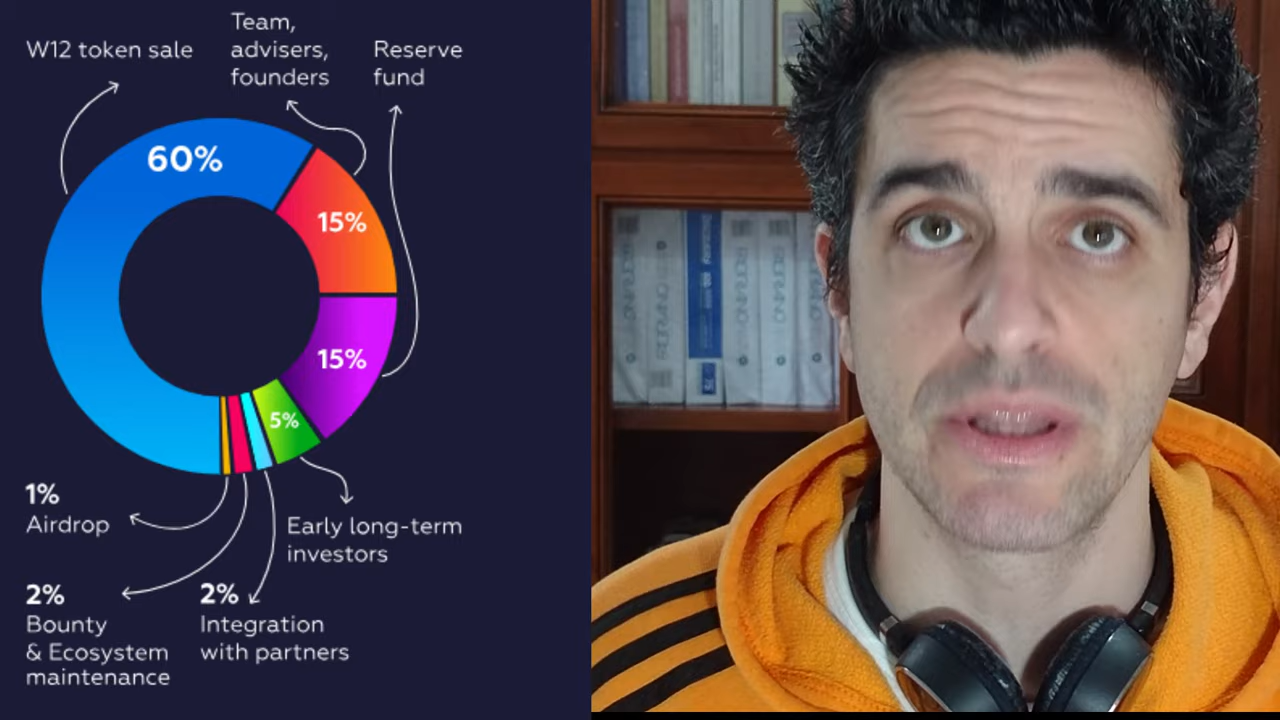 W12 token sale
Team,
advisers,
founders
Reserve
fund
60%
15%
15%
5%
1%
Airdrop
Early long-term
investors
2%
Bounty
& Ecosystem
maintenance
2%
Integration
with partners